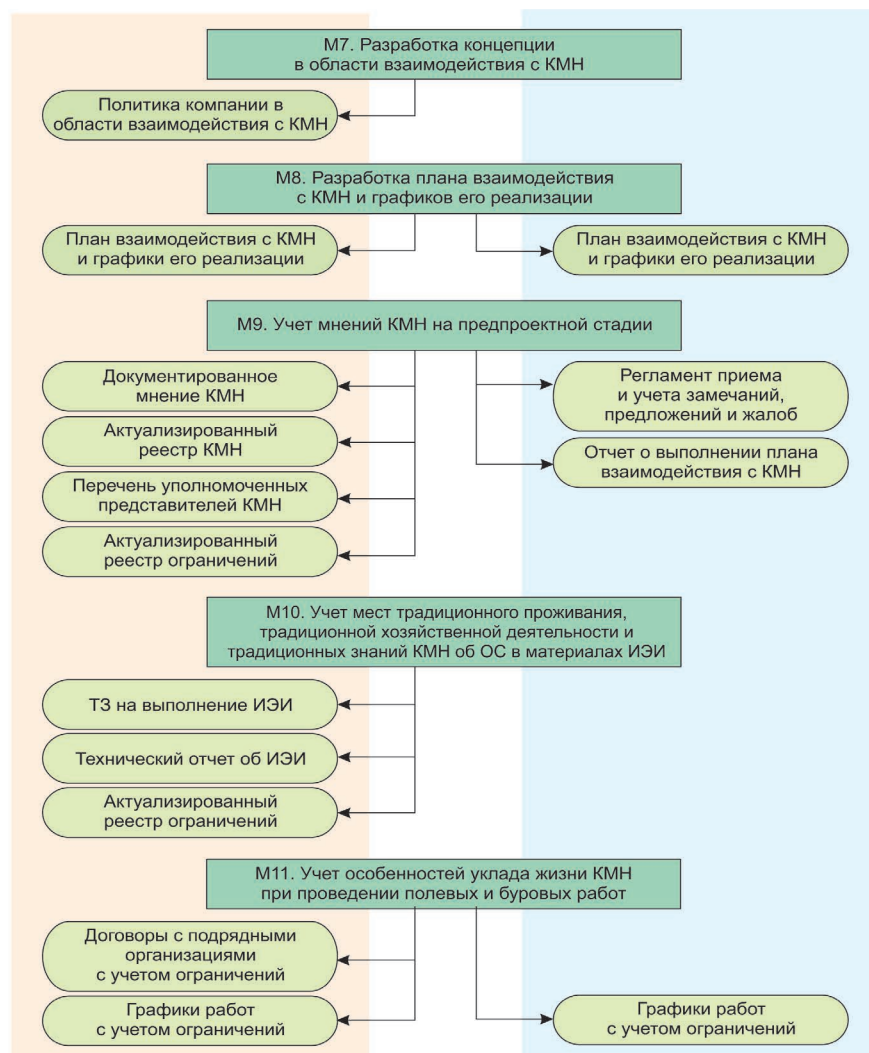 М7. Разработка концепции
в области взаимодействия с КМН
Политика компании в
области взаимодействия с КМН
М8. Разработка плана взаимодействия
с КМН и графиков его реализации
План взаимодействия с КМН
и графики его реализации
План взаимодействия с КМН
и графики его реализации
М9. Учет мнений КМН на предпроектной стадии
Документированное
мнение КМН
Актуализированный
реестр КМН
Перечень уполномоченных
представителей КМН
Актуализированный
реестр ограничений
Регламент приема
и учета замечаний,
предложений и жалоб
Отчет о выполнении плана
взаимодействия с КМН
М10. Учет мест традиционного проживания,
традиционной хозяйственной деятельности и
традиционных знаний КМН об ОС в материалах ИЭИ
ТЗ на выполнение ИЭИ
Технический отчет об ИЭИ
Актуализированный
реестр ограничений
М11. Учет особенностей уклада жизни КМН
при проведении полевых и буровых работ
Договоры с подрядными
организациями
с учетом ограничений
Графики работ
с учетом ограничений
Графики работ
с учетом ограничений